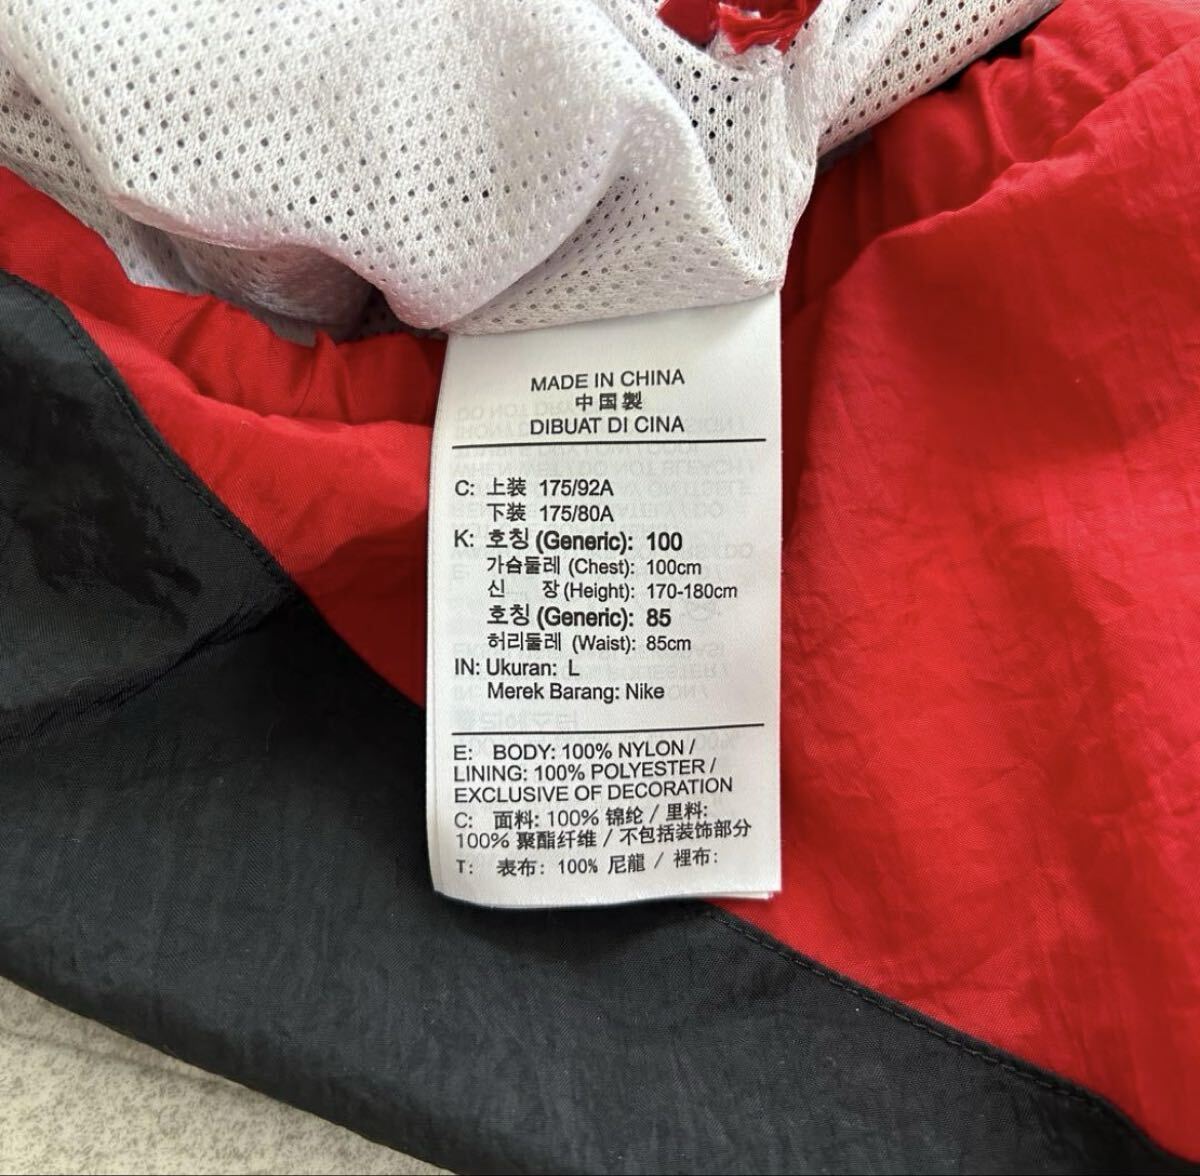 MADE IN CHINA
中国製
DIBUAT DI CINA
C: 上装 175/92A
下装 175/80A
K: 호칭 (Generic): 100
가슴둘레 (Chest): 100cm
신 장 (Height): 170-180cm
호칭 (Generic): 85
허리둘레 (Waist): 85cm
IN: Ukuran: L
Merek Barang: Nike
E: BODY: 100% NYLON /
LINING: 100% POLYESTER /
EXCLUSIVE OF DECORATION
C: 面料: 100% 锦纶 / 里料:
100% 聚酯纤维 / 不包括装饰部分
T: 表布: 100% 尼龍 / 裡布: